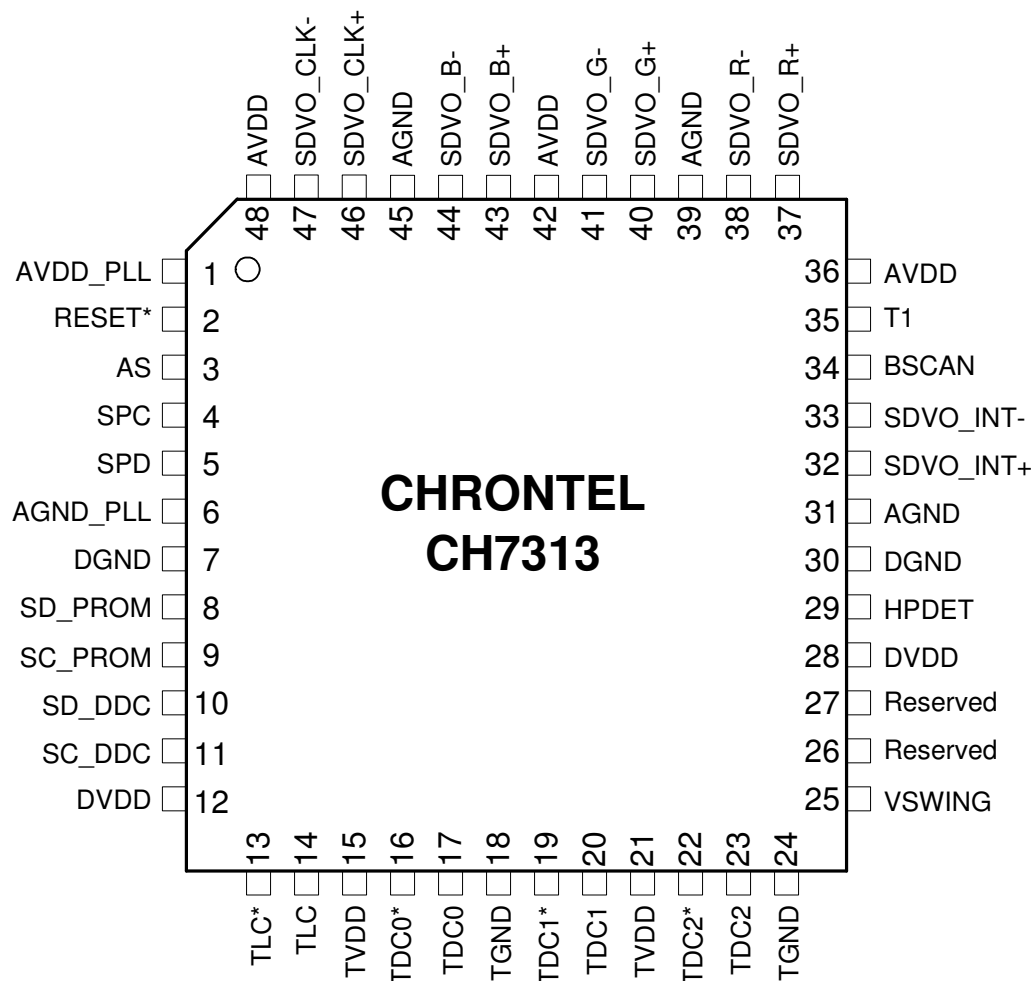 AVDD
SDVO_CLK-
SDVO_CLK+
AGND
SDVO_B-
SDVO_B+
AVDD
SDVO_G-
SDVO_G+
AGND
SDVO_R-
SDVO_R+
48
47
46
45
44
43
42
41
40
39
38
37
AVDD_PLL 1
RESET* 2
AS 3
SPC 4
SPD 5
AGND_PLL 6
DGND 7
SD_PROM 8
SC_PROM 9
SD_DDC 10
SC_DDC 11
DVDD 12
CHRONTEL
CH7313
36 AVDD
35 T1
34 BSCAN
33 SDVO_INT-
32 SDVO_INT+
31 AGND
30 DGND
29 HPDET
28 DVDD
27 Reserved
26 Reserved
25 VSWING
13
14
15
16
17
18
19
20
21
22
23
24
TLC*
TLC
TVDD
TDC0*
TDC0
TGND
TDC1*
TDC1
TVDD
TDC2*
TDC2
TGND